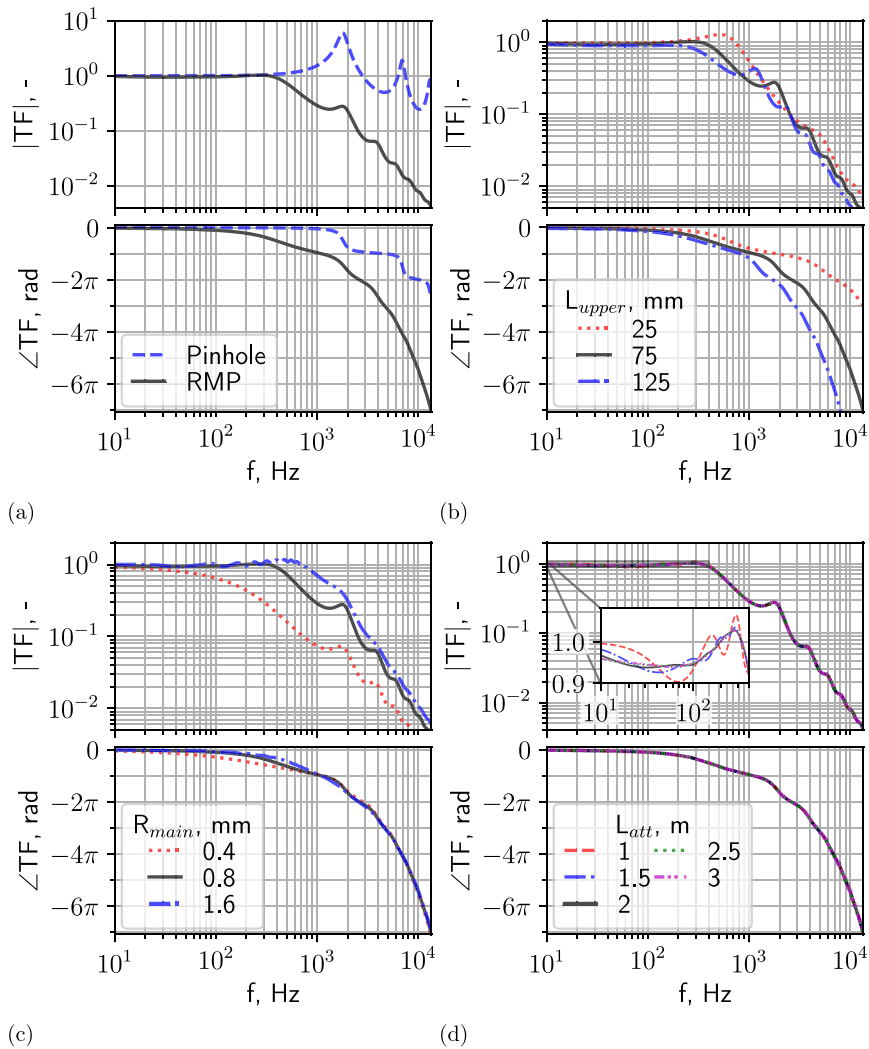 10^1
10^0
10^-1
10^-2
|TF|, -
0
-2π
-4π
-6π
∠TF, rad
Pinhole
RMP
10^1 10^2 10^3 10^4
f, Hz
(a)
10^0
10^-1
10^-2
|TF|, -
0
-2π
-4π
-6π
∠TF, rad
L_upper, mm
25
75
125
10^1 10^2 10^3 10^4
f, Hz
(b)
10^0
10^-1
10^-2
|TF|, -
0
-2π
-4π
-6π
∠TF, rad
R_main, mm
0.4
0.8
1.6
10^1 10^2 10^3 10^4
f, Hz
(c)
10^0
10^-1
10^-2
|TF|, -
1.0
0.9
10^1 10^2
0
-2π
-4π
-6π
∠TF, rad
L_att, m
1 2.5
1.5 3
2
10^1 10^2 10^3 10^4
f, Hz
(d)